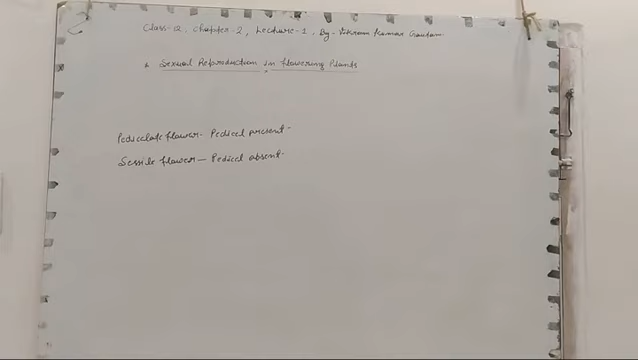 Class-12, Chapter-2, Lecture-1, By- Vikram Kumar Gautam.
* Sexual Reproduction in flowering Plants
Pedicelate flower- Pedicel present-
Sessile flower - Pedicel absent-